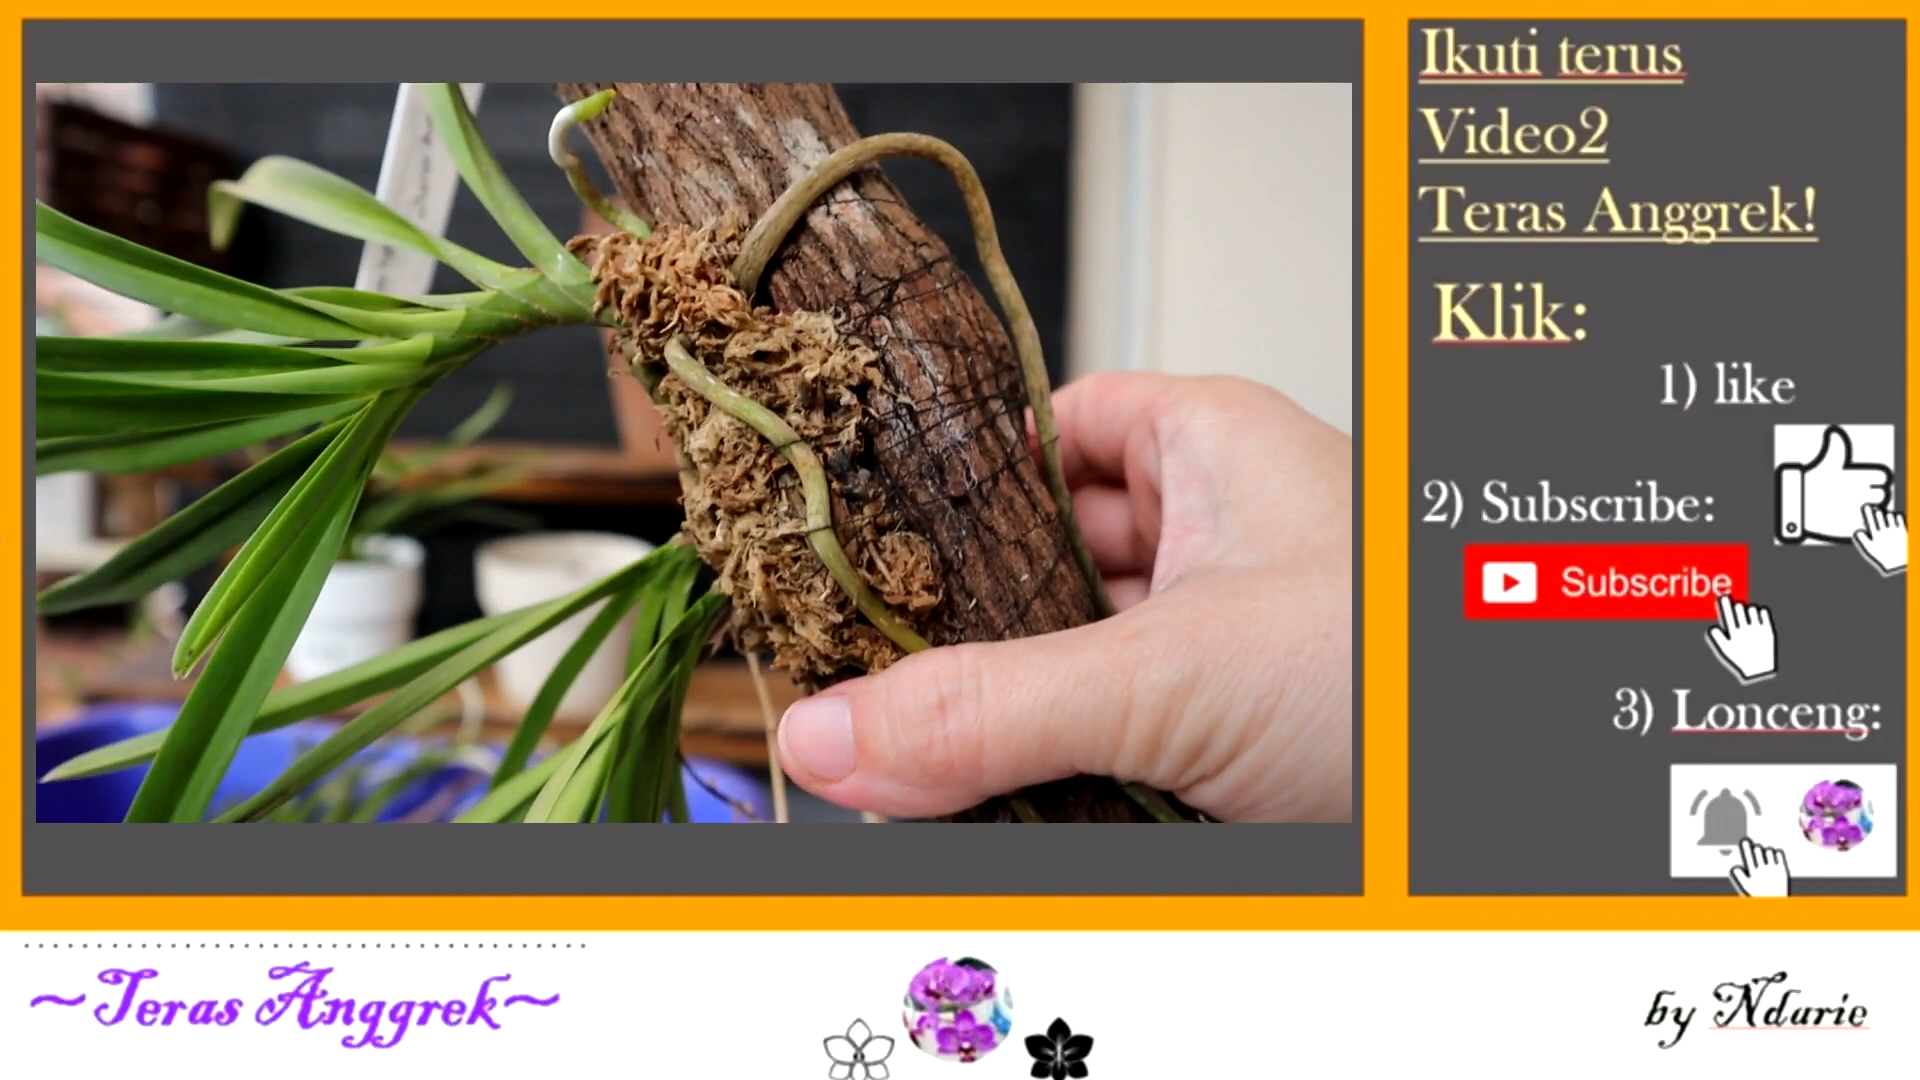 Ikuti terus
Video2
Teras Anggrek!
Klik:
1) like
2) Subscribe:
Subscribe
3) Lonceng:
~Teras Anggrek~
by Ndarie